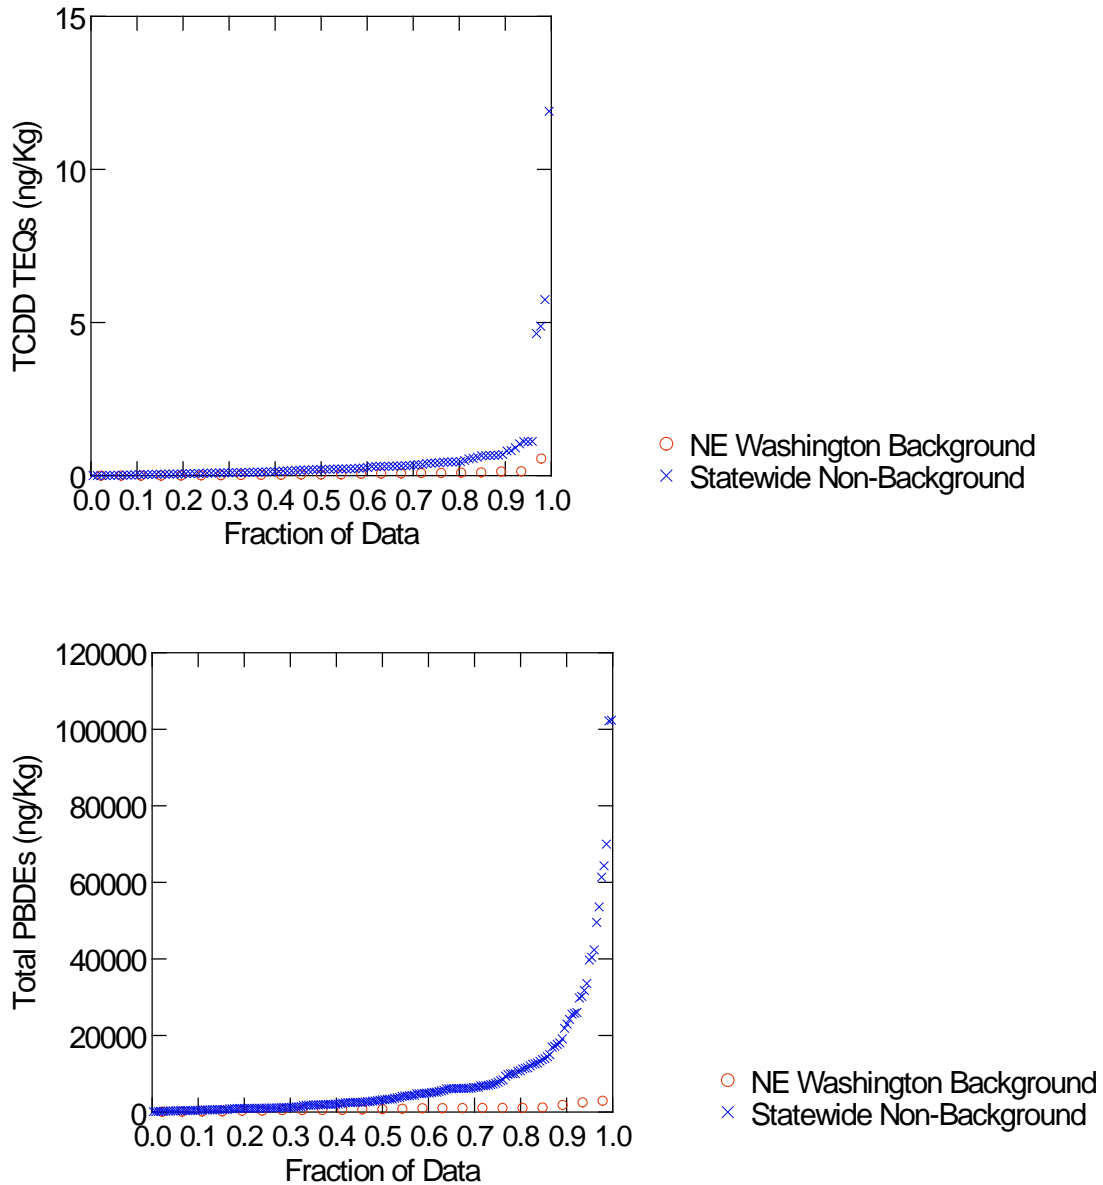 15
10
5
0
TCDD TEQs (ng/Kg)
0.0 0.1 0.2 0.3 0.4 0.5 0.6 0.7 0.8 0.9 1.0
Fraction of Data
NE Washington Background
Statewide Non-Background
120000
100000
80000
60000
40000
20000
0
Total PBDEs (ng/Kg)
0.0 0.1 0.2 0.3 0.4 0.5 0.6 0.7 0.8 0.9 1.0
Fraction of Data
NE Washington Background
Statewide Non-Background